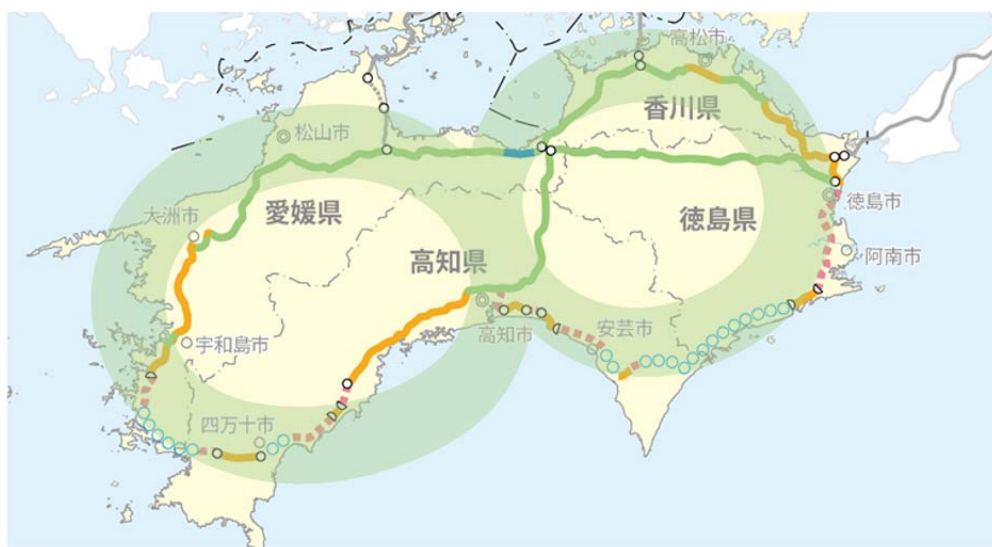 高松市
香川県
松山市
徳島市
大洲市
愛媛県
徳島県
阿南市
高知県
高知市
安芸市
宇和島市
四万十市